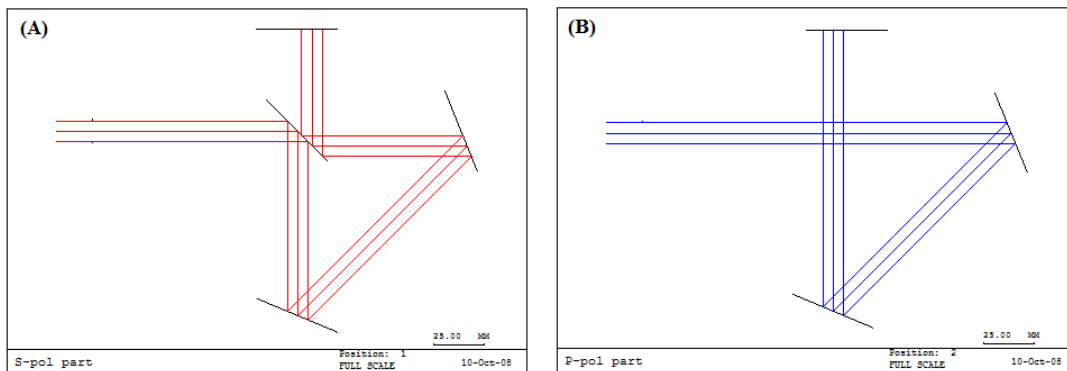 (A)
25.00 MM
S-pol part
Position: 1
FULL SCALE
10-Oct-08
(B)
25.00 MM
P-pol part
Position: 2
FULL SCALE
10-Oct-08